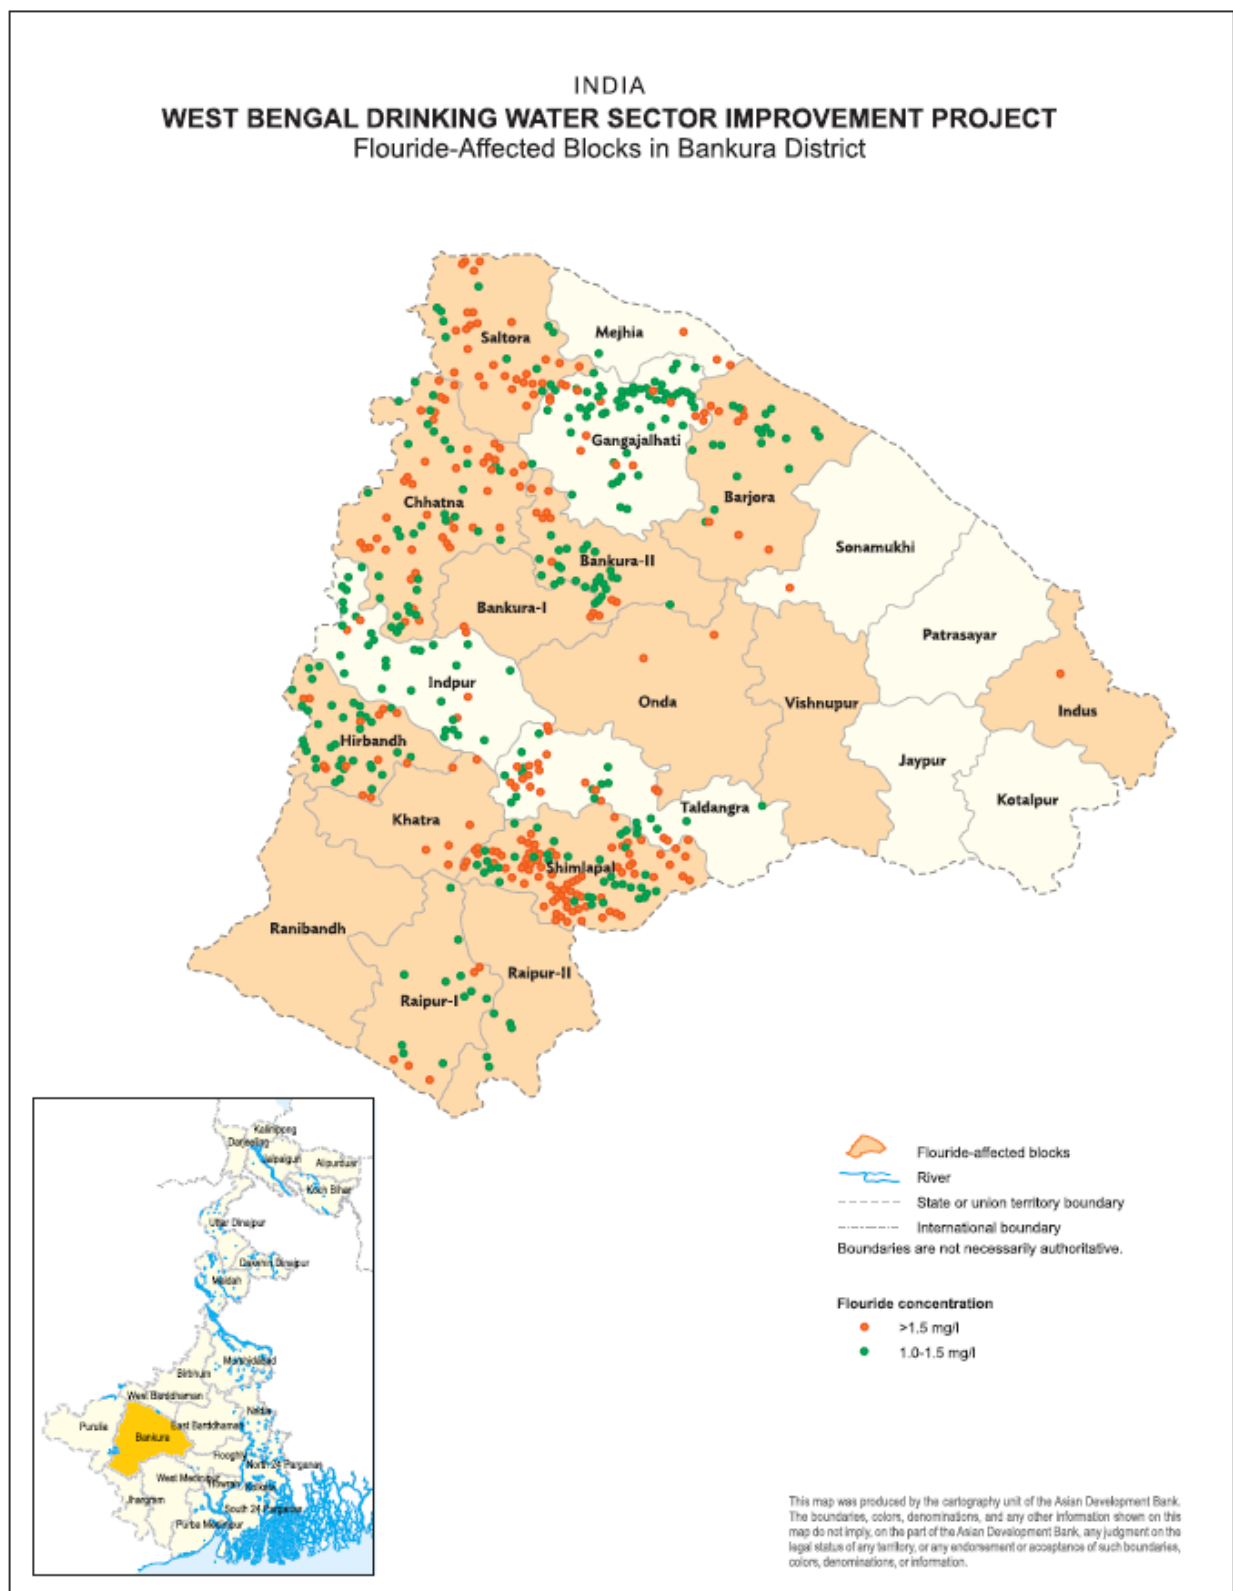 INDIA
WEST BENGAL DRINKING WATER SECTOR IMPROVEMENT PROJECT
Flouride-Affected Blocks in Bankura District
Mejhia
Saltora
Gangajalhati
Barjora
Chhatna
Sonamukhi
Bankura-II
Bankura-I
Patrasayar
Indpur
Onda
Vishnupur
Indus
Hirbandh
Jaypur
Kotalpur
Taldangra
Khatra
Shimlapal
Ranibandh
Raipur-II
Raipur-I
Kalimpong
Darjeeling
Jalpaiguri
Alipurduar
Koch Bihar
Uttar Dinajpur
Dakshin Dinajpur
Maldah
Murshidabad
Birbhum
West Barddhaman
Nadia
Purulia
East Barddhaman
Bankura
Hooghly
North 24 Parganas
West Medinipur
Howrah
Kolkata
Jhargram
South 24 Parganas
Purba Medinipur
Flouride-affected blocks
River
State or union territory boundary
International boundary
Boundaries are not necessarily authoritative.
Flouride concentration
>1.5 mg/l
1.0-1.5 mg/l
This map was produced by the cartography unit of the Asian Development Bank.
The boundaries, colors, denominations, and any other information shown on this
map do not imply, on the part of the Asian Development Bank, any judgment on the
legal status of any territory, or any endorsement or acceptance of such boundaries,
colors, denominations, or information.